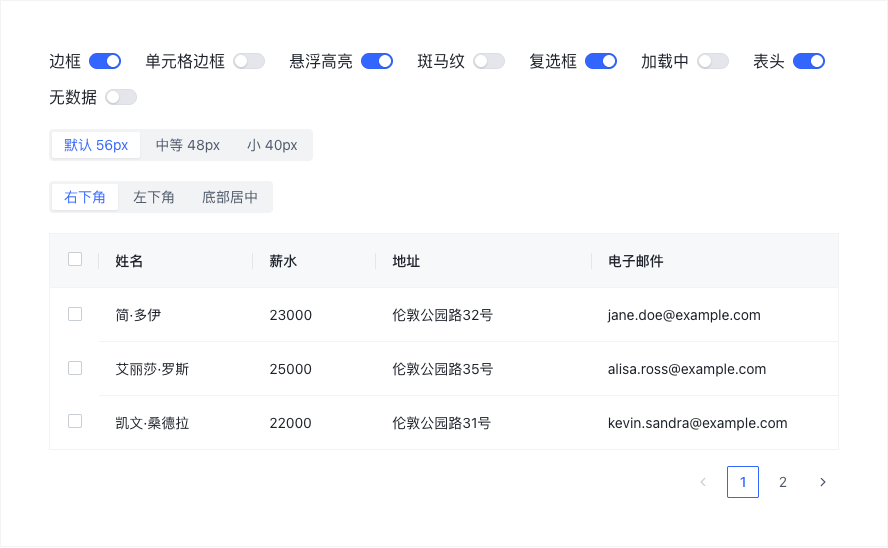 边框 单元格边框 悬浮高亮 斑马纹 复选框 加载中 表头
无数据
默认 56px 中等 48px 小 40px
右下角 左下角 底部居中
姓名 薪水 地址 电子邮件
简·多伊 23000 伦敦公园路32号 jane.doe@example.com
艾丽莎·罗斯 25000 伦敦公园路35号 alisa.ross@example.com
凯文·桑德拉 22000 伦敦公园路31号 kevin.sandra@example.com
1 2